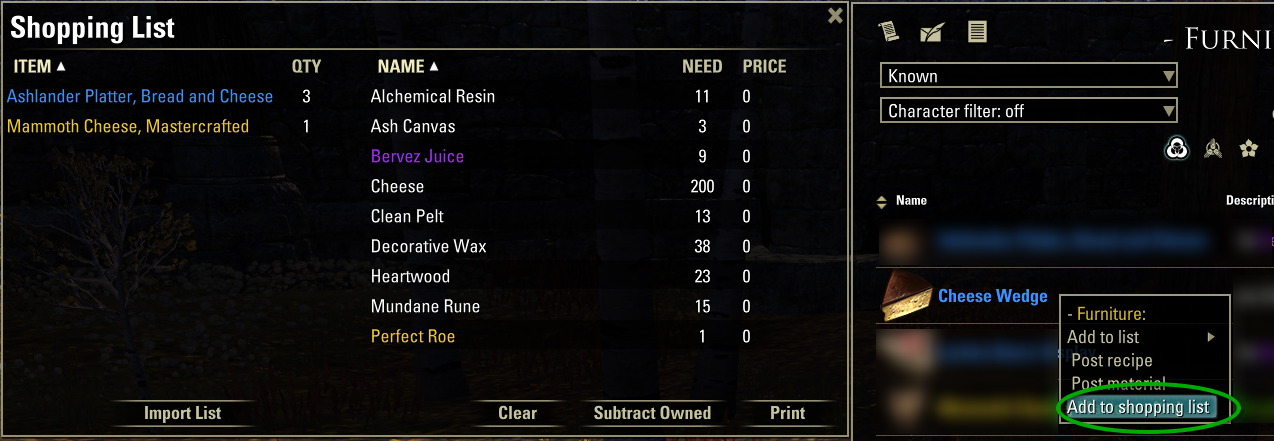 Shopping List
ITEM QTY NAME NEED PRICE
Ashlander Platter, Bread and Cheese 3 Alchemical Resin 11 0
Mammoth Cheese, Mastercrafted 1 Ash Canvas 3 0
Bervez Juice 9 0
Cheese 200 0
Clean Pelt 13 0
Decorative Wax 38 0
Heartwood 23 0
Mundane Rune 15 0
Perfect Roe 1 0
Import List Clear Subtract Owned Print
- FURNI
Known
Character filter: off
Name Descripti
Cheese Wedge
- Furniture:
Add to list
Post recipe
Post material
Add to shopping list